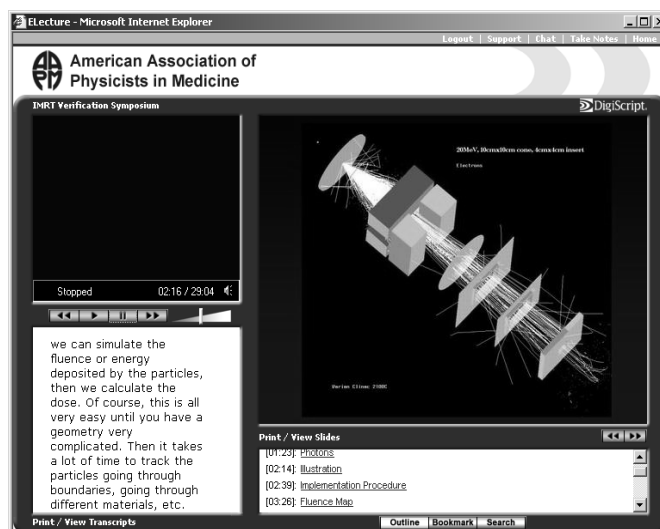 ELecture - Microsoft Internet Explorer
Logout | Support | Chat | Take Notes | Home
AAPM
American Association of
Physicists in Medicine
IMRT Verification Symposium
DigiScript.
20MeV, 10cmx10cm cone, 4cmx4cm insert
Electrons
Varian Clinac 2100C
Stopped 02:16 / 29:04
we can simulate the
fluence or energy
deposited by the particles,
then we calculate the
dose. Of course, this is all
very easy until you have a
geometry very
complicated. Then it takes
a lot of time to track the
particles going through
boundaries, going through
different materials, etc.
Print / View Slides
[01:23]: Photons
[02:14]: Illustration
[02:39]: Implementation Procedure
[03:26]: Fluence Map
Print / View Transcripts
Outline Bookmark Search